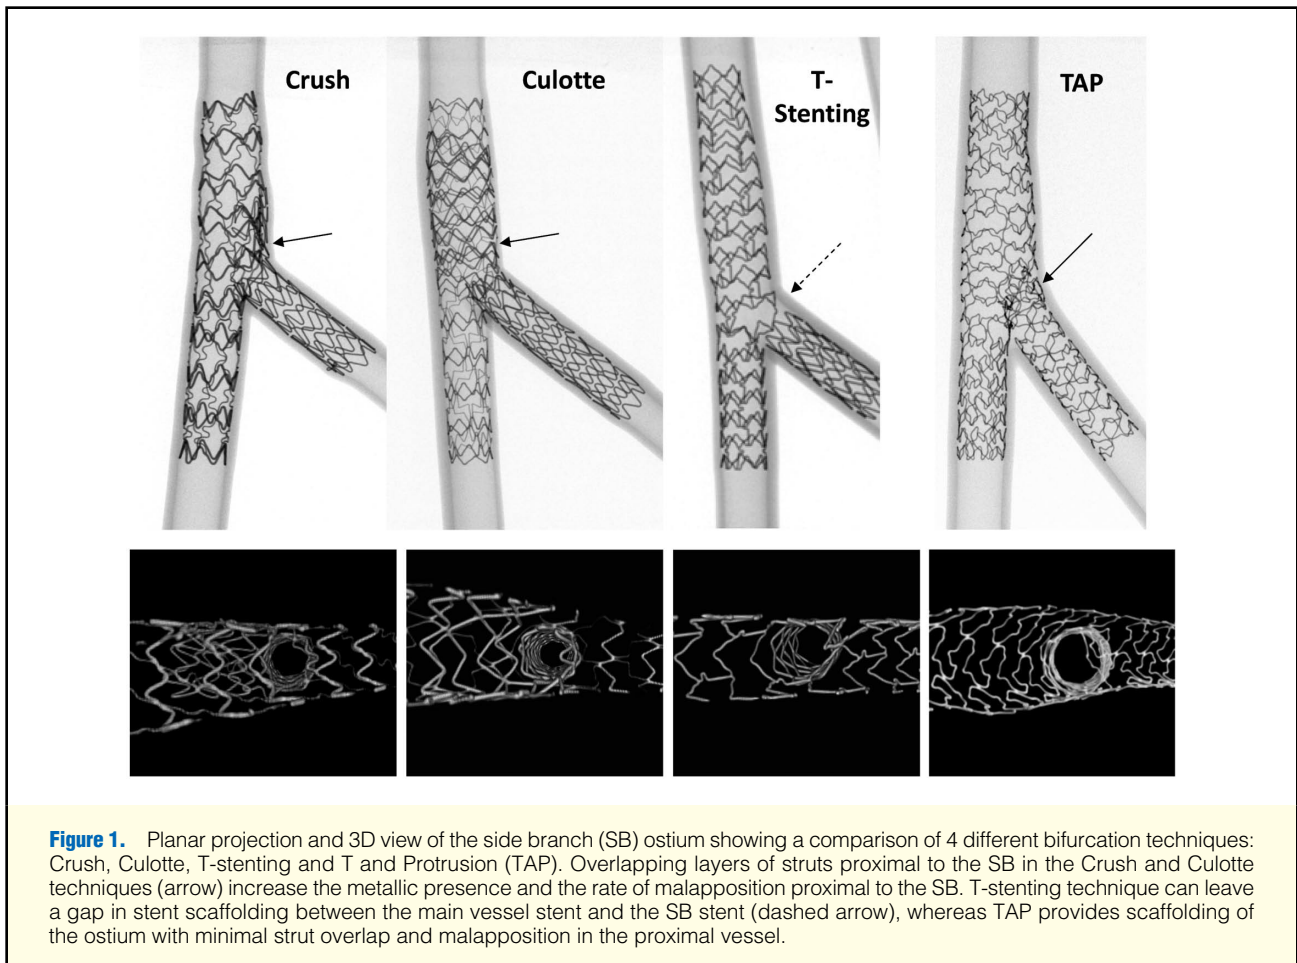 Crush
Culotte
T-
Stenting
TAP
Figure 1. Planar projection and 3D view of the side branch (SB) ostium showing a comparison of 4 different bifurcation techniques:
Crush, Culotte, T-stenting and T and Protrusion (TAP). Overlapping layers of struts proximal to the SB in the Crush and Culotte
techniques (arrow) increase the metallic presence and the rate of malapposition proximal to the SB. T-stenting technique can leave
a gap in stent scaffolding between the main vessel stent and the SB stent (dashed arrow), whereas TAP provides scaffolding of
the ostium with minimal strut overlap and malapposition in the proximal vessel.